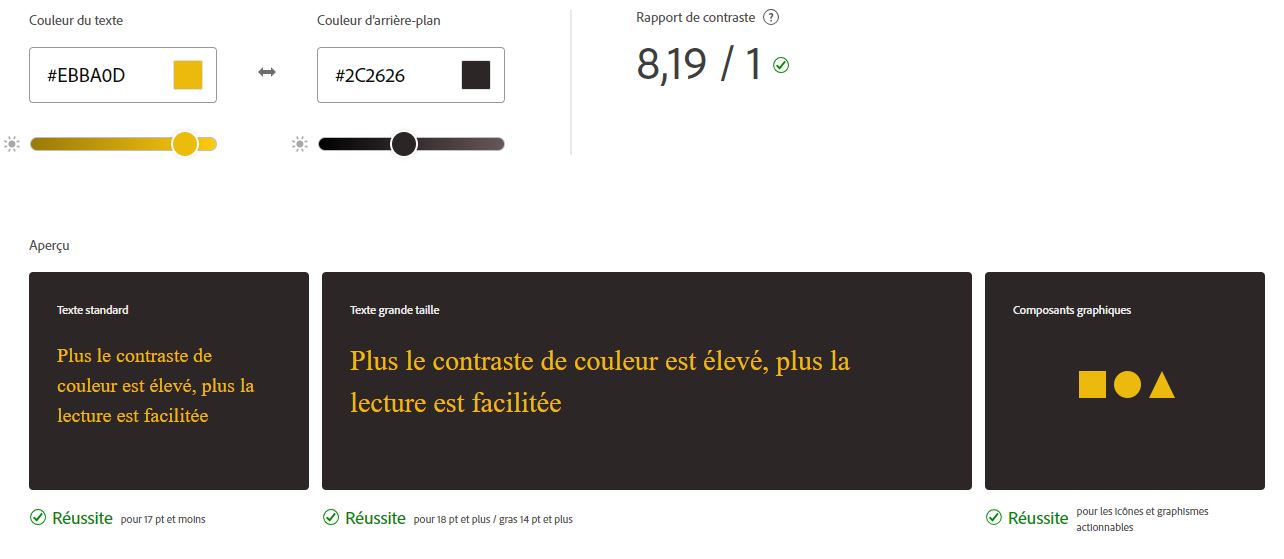 Couleur du texte
Couleur d'arrière-plan
Rapport de contraste ?
#EBBA0D
#2C2626
8,19 / 1
Aperçu
Texte standard
Plus le contraste de
couleur est élevé, plus la
lecture est facilitée
Texte grande taille
Plus le contraste de couleur est élevé, plus la
lecture est facilitée
Composants graphiques
Réussite pour 17 pt et moins
Réussite pour 18 pt et plus / gras 14 pt et plus
Réussite pour les icônes et graphismes
actionnables